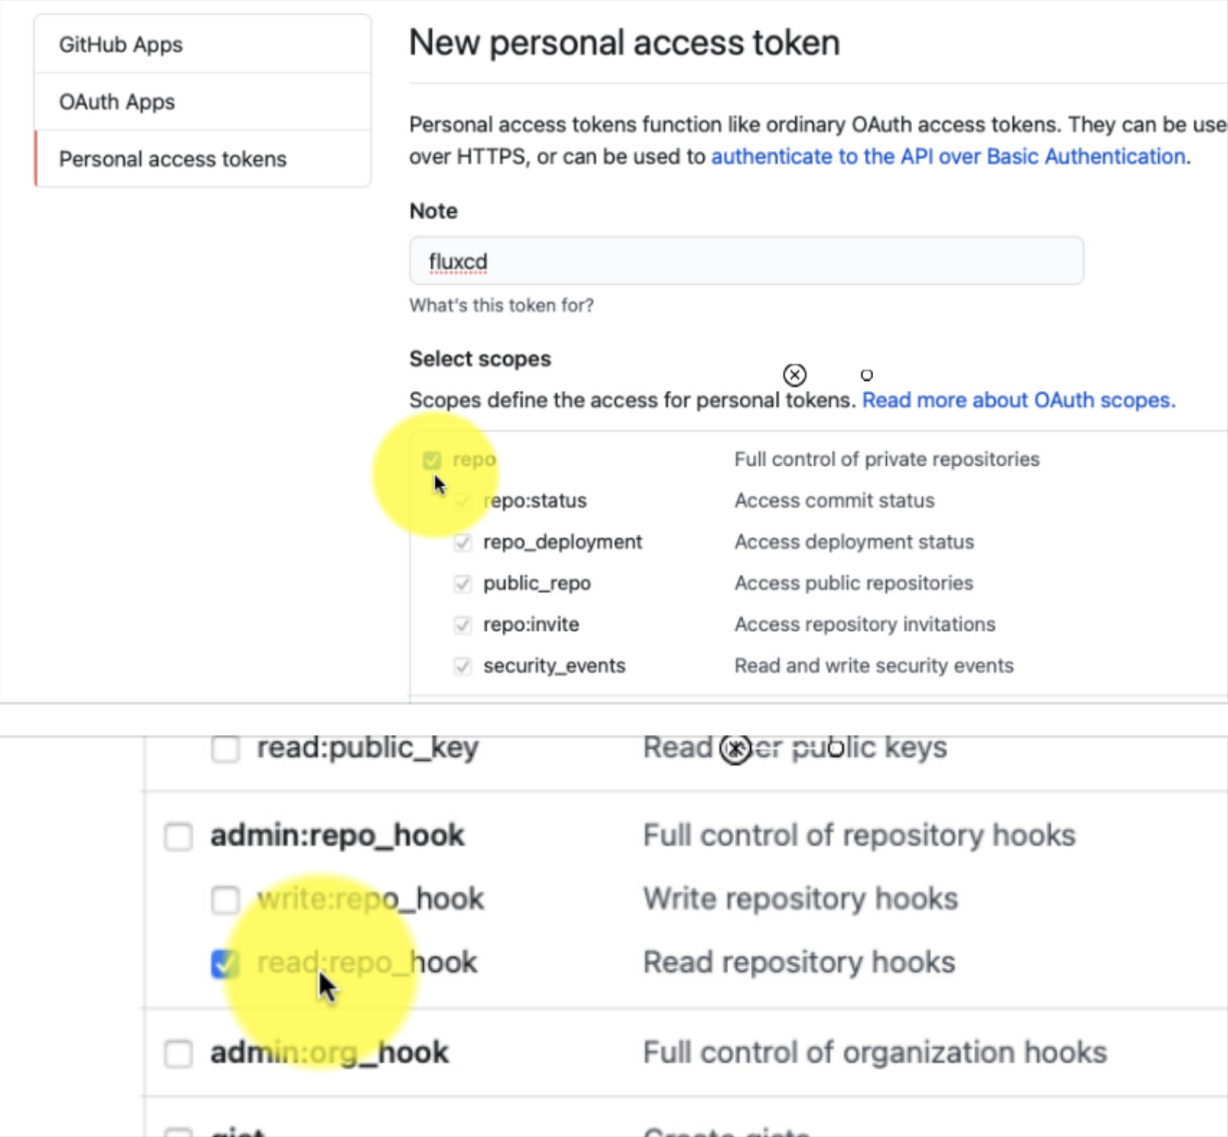 GitHub Apps
OAuth Apps
Personal access tokens
New personal access token
Personal access tokens function like ordinary OAuth access tokens. They can be use
over HTTPS, or can be used to authenticate to the API over Basic Authentication.
Note
fluxcd
What's this token for?
Select scopes
Scopes define the access for personal tokens. Read more about OAuth scopes.
repo Full control of private repositories
repo:status Access commit status
repo_deployment Access deployment status
public_repo Access public repositories
repo:invite Access repository invitations
security_events Read and write security events
read:public_key Read public keys
admin:repo_hook Full control of repository hooks
write:repo_hook Write repository hooks
read:repo_hook Read repository hooks
admin:org_hook Full control of organization hooks
gist Create gists